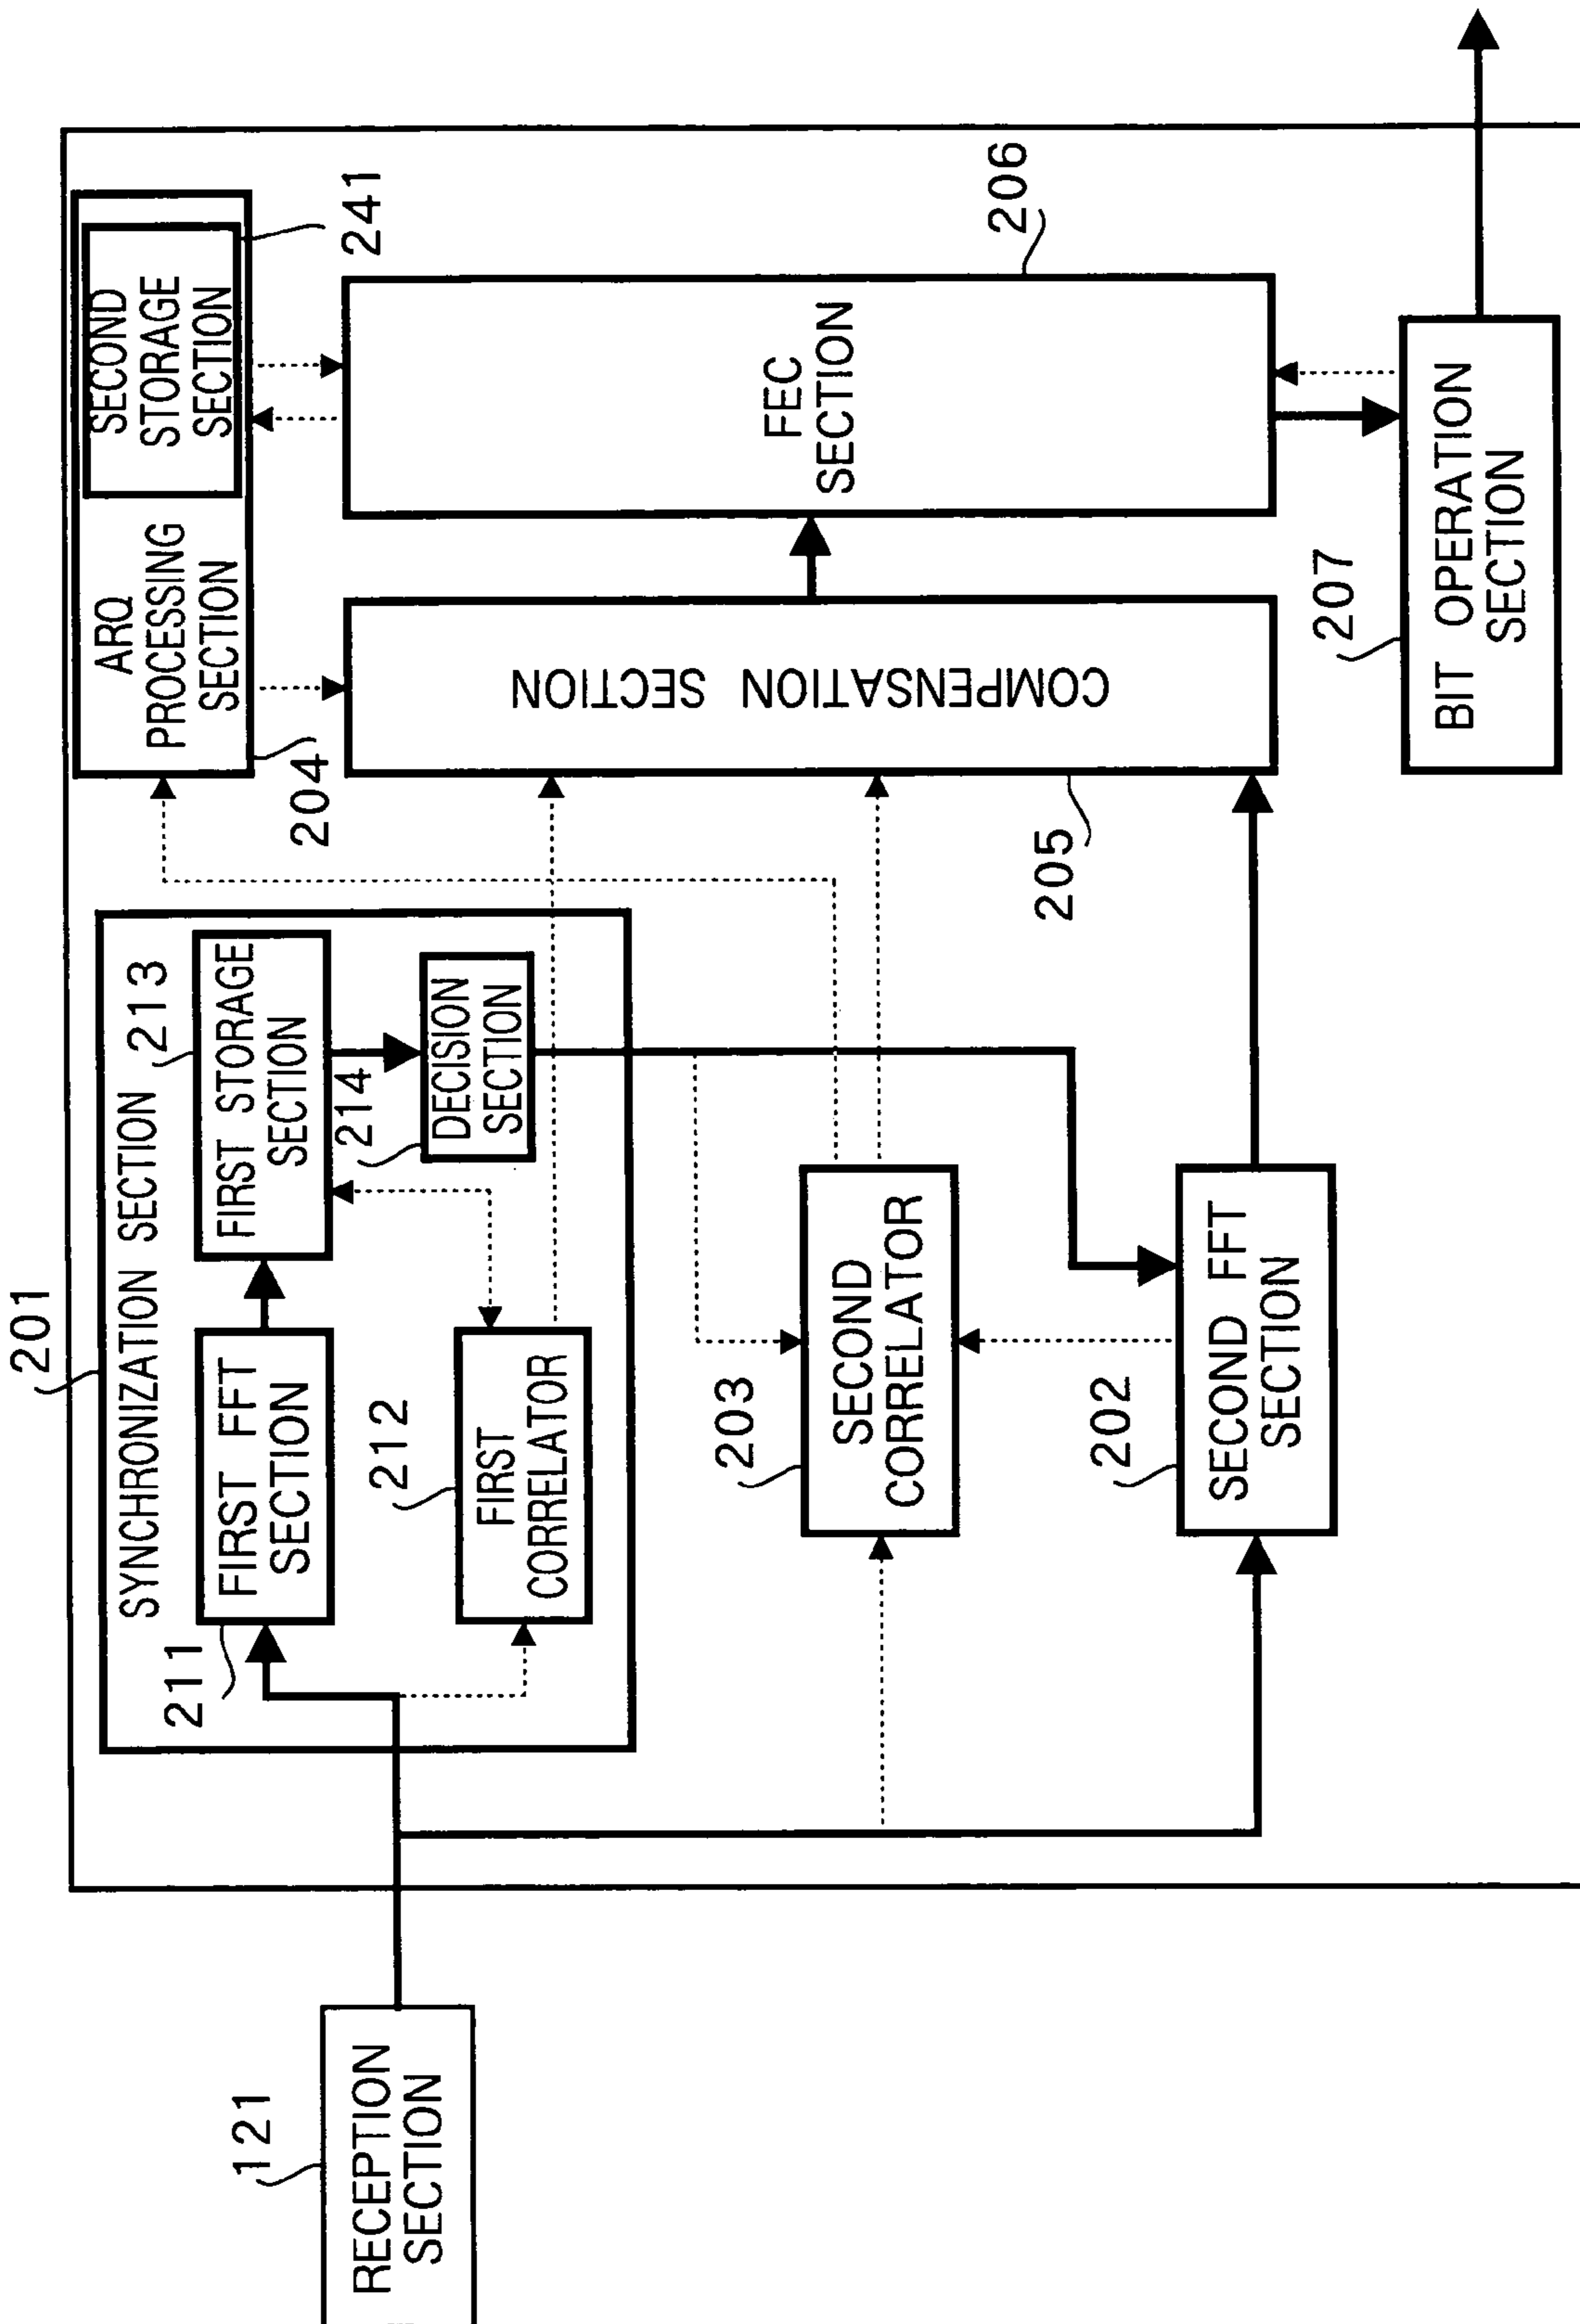 121
RECEPTION
SECTION
201
SYNCHRONIZATION SECTION
211
FIRST FFT
SECTION
213
FIRST STORAGE
SECTION
212
FIRST
CORRELATOR
214
DECISION
SECTION
203
SECOND
CORRELATOR
202
SECOND FFT
SECTION
204
ARQ
PROCESSING
SECTION
SECOND
STORAGE
SECTION
241
205
COMPENSATION SECTION
206
FEC
SECTION
207
BIT OPERATION
SECTION